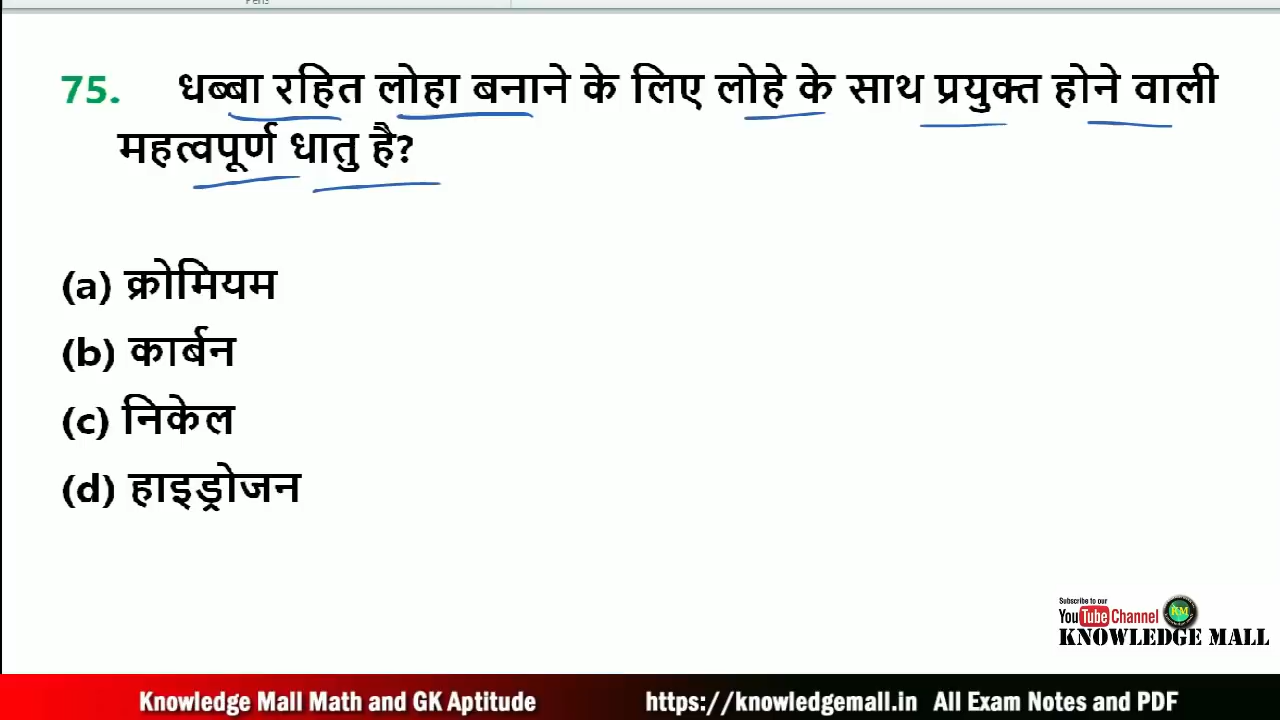 75. धब्बा रहित लोहा बनाने के लिए लोहे के साथ प्रयुक्त होने वाली
महत्वपूर्ण धातु है?
(a) क्रोमियम
(b) कार्बन
(c) निकेल
(d) हाइड्रोजन
Subscribe to our
YouTube Channel
KM
KNOWLEDGE MALL
Knowledge Mall Math and GK Aptitude https://knowledgemall.in All Exam Notes and PDF